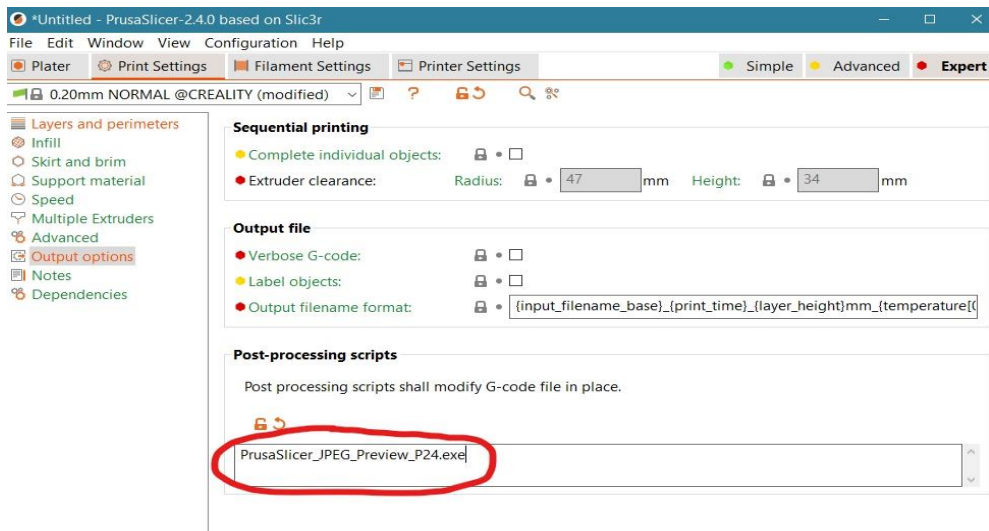 *Untitled - PrusaSlicer-2.4.0 based on Slic3r
File Edit Window View Configuration Help
Plater Print Settings Filament Settings Printer Settings Simple Advanced Expert
0.20mm NORMAL @CREALITY (modified) ?
Layers and perimeters
Infill
Skirt and brim
Support material
Speed
Multiple Extruders
Advanced
Output options
Notes
Dependencies
Sequential printing
Complete individual objects:
Extruder clearance: Radius: 47 mm Height: 34 mm
Output file
Verbose G-code:
Label objects:
Output filename format: {input_filename_base}_{print_time}_{layer_height}mm_{temperature[0
Post-processing scripts
Post processing scripts shall modify G-code file in place.
PrusaSlicer_JPEG_Preview_P24.exe